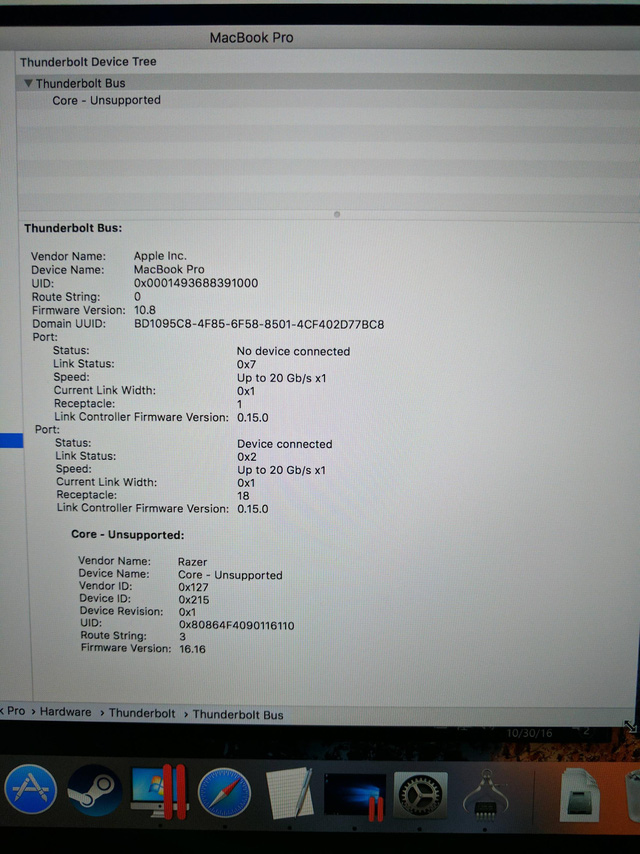 MacBook Pro
Thunderbolt Device Tree
Thunderbolt Bus
Core - Unsupported
Thunderbolt Bus:
Vendor Name: Apple Inc.
Device Name: MacBook Pro
UID: 0x0001493688391000
Route String: 0
Firmware Version: 10.8
Domain UUID: BD1095C8-4F85-6F58-8501-4CF402D77BC8
Port:
Status: No device connected
Link Status: 0x7
Speed: Up to 20 Gb/s x1
Current Link Width: 0x1
Receptacle: 1
Link Controller Firmware Version: 0.15.0
Port:
Status: Device connected
Link Status: 0x2
Speed: Up to 20 Gb/s x1
Current Link Width: 0x1
Receptacle: 18
Link Controller Firmware Version: 0.15.0
Core - Unsupported:
Vendor Name: Razer
Device Name: Core - Unsupported
Vendor ID: 0x127
Device ID: 0x215
Device Revision: 0x1
UID: 0x80864F4090116110
Route String: 3
Firmware Version: 16.16
k Pro › Hardware › Thunderbolt › Thunderbolt Bus
10/30/16